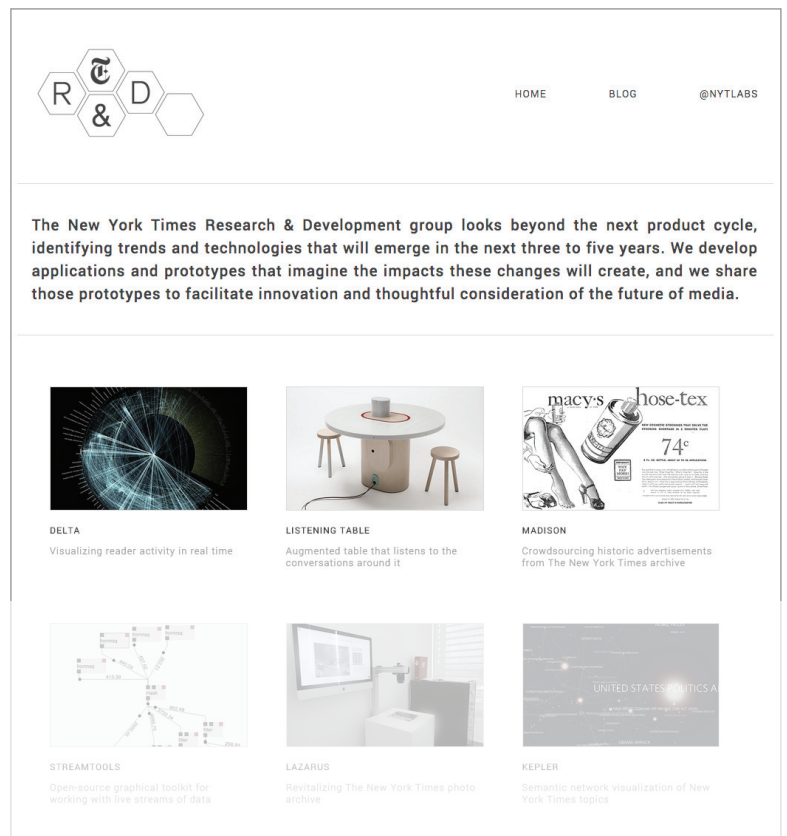 T
R D
&
HOME BLOG @NYTLABS
The New York Times Research & Development group looks beyond the next product cycle,
identifying trends and technologies that will emerge in the next three to five years. We develop
applications and prototypes that imagine the impacts these changes will create, and we share
those prototypes to facilitate innovation and thoughtful consideration of the future of media.
macy·s hose-tex
74c
DELTA
Visualizing reader activity in real time
LISTENING TABLE
Augmented table that listens to the
conversations around it
MADISON
Crowdsourcing historic advertisements
from The New York Times archive
UNITED STATES POLITICS A
STREAMTOOLS
Open-source graphical toolkit for
working with live streams of data
LAZARUS
Revitalizing The New York Times photo
archive
KEPLER
Semantic network visualization of New
York Times topics